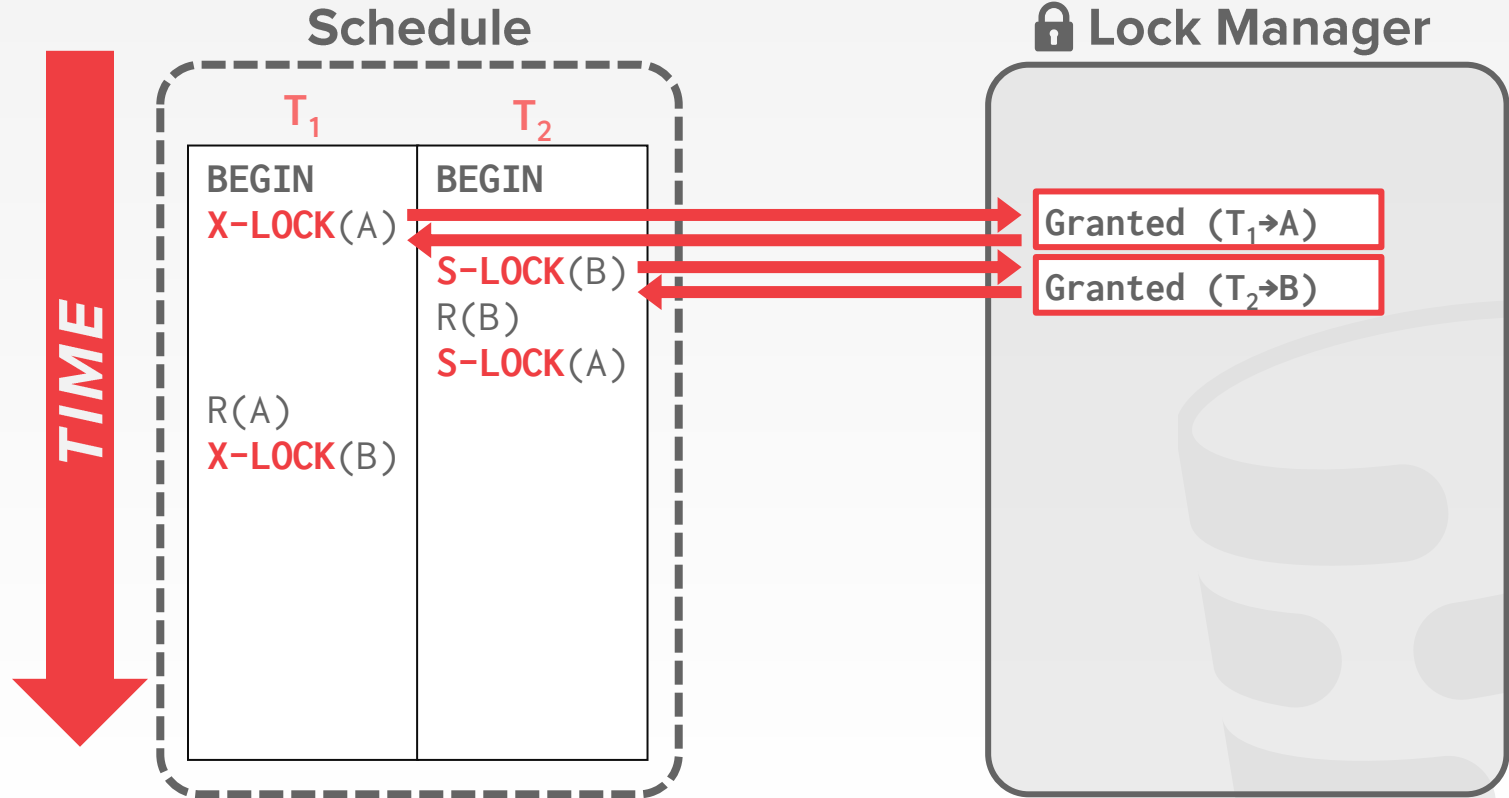 Schedule
Lock Manager
TIME
T₁ T₂
BEGIN BEGIN
X-LOCK(A)
Granted (T₁→A)
S-LOCK(B)
Granted (T₂→B)
R(B)
S-LOCK(A)
R(A)
X-LOCK(B)